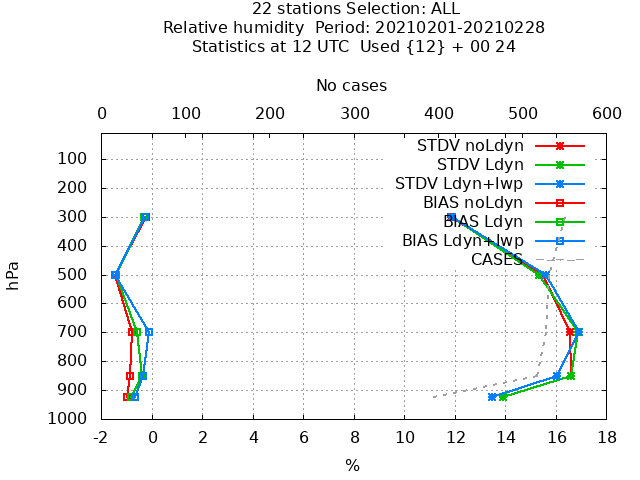 22 stations Selection: ALL
Relative humidity  Period: 20210201-20210228
Statistics at 12 UTC  Used {12} + 00 24
No cases
0 100 200 300 400 500 600
STDV noLdyn
STDV Ldyn
STDV Ldyn+lwp
BIAS noLdyn
BIAS Ldyn
BIAS Ldyn+lwp
CASES
hPa
100
200
300
400
500
600
700
800
900
1000
-2 0 2 4 6 8 10 12 14 16 18
%